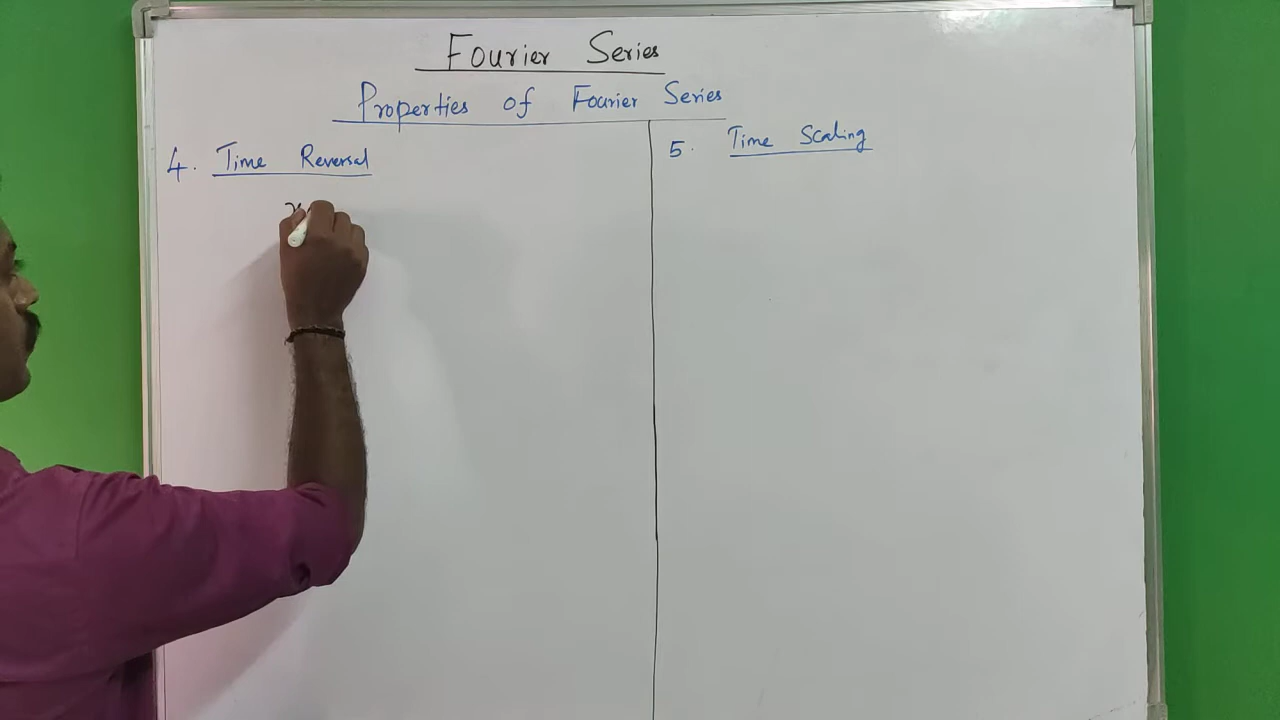 Fourier Series
Properties of Fourier Series
4. Time Reversal
x
5. Time Scaling